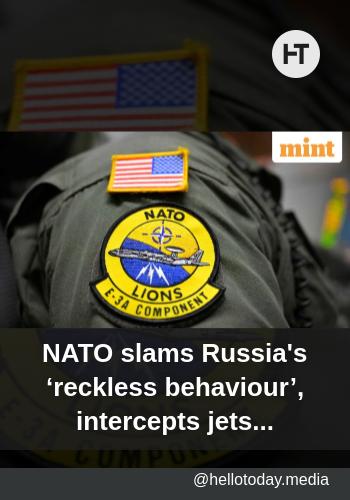 HT
mint
NATO
LIONS
E-3A COMPONENT
NATO slams Russia's
‘reckless behaviour’,
intercepts jets...
@hellotoday.media